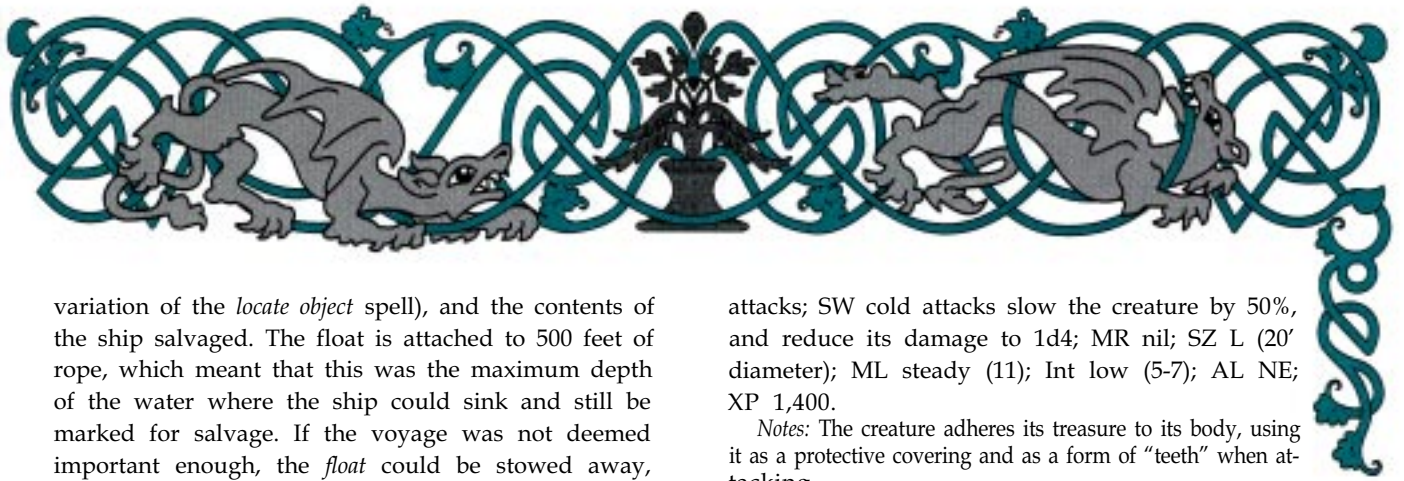 variation of the locate object spell), and the contents of
the ship salvaged. The float is attached to 500 feet of
rope, which meant that this was the maximum depth
of the water where the ship could sink and still be
marked for salvage. If the voyage was not deemed
important enough, the float could be stowed away,
attacks; SW cold attacks slow the creature by 50%,
and reduce its damage to 1d4; MR nil; SZ L (20′
diameter); ML steady (11); Int low (5-7); AL NE;
XP 1,400.
Notes: The creature adheres its treasure to its body, using
it as a protective covering and as a form of “teeth” when at-